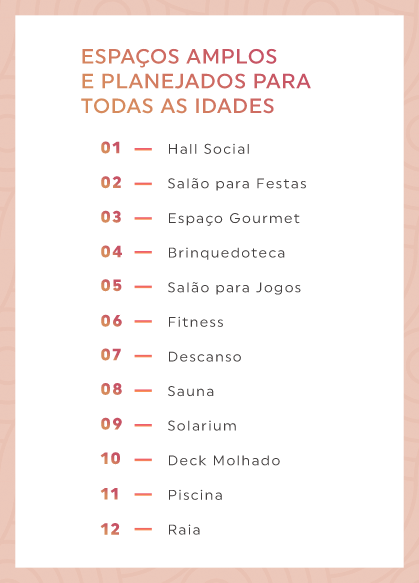 ESPAÇOS AMPLOS
E PLANEJADOS PARA
TODAS AS IDADES
01 — Hall Social
02 — Salão para Festas
03 — Espaço Gourmet
04 — Brinquedoteca
05 — Salão para Jogos
06 — Fitness
07 — Descanso
08 — Sauna
09 — Solarium
10 — Deck Molhado
11 — Piscina
12 — Raia